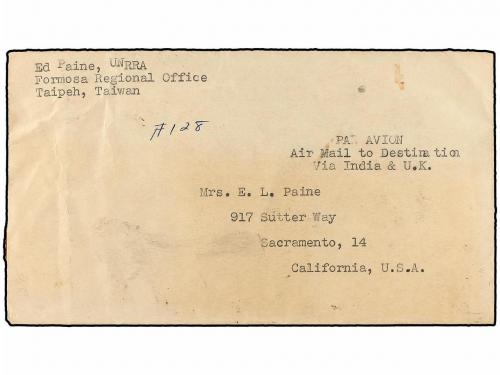 Ed Paine, UNRRA
Formosa Regional Office
Taipeh, Taiwan
#128
PAR AVION
Air Mail to Destination
Via India & U.K.
Mrs. E. L. Paine
917 Sutter Way
Sacramento, 14
California, U.S.A.